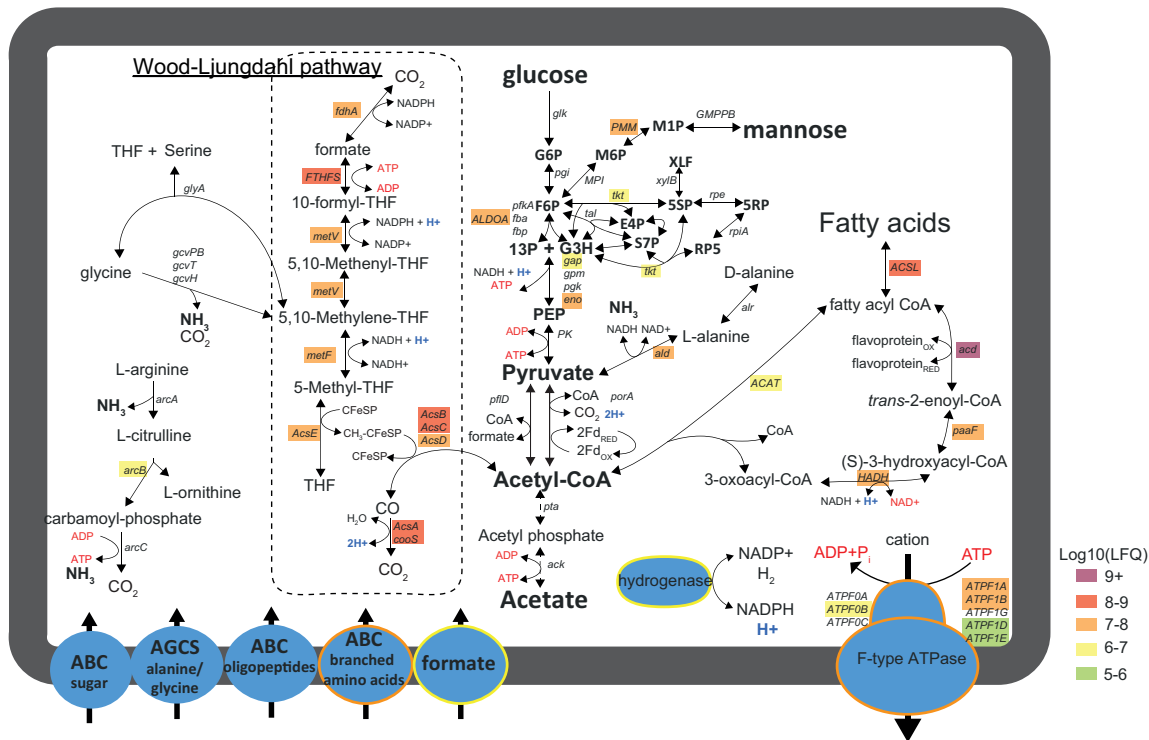 Wood-Ljungdahl pathway
CO2
fdhA
NADPH
NADP+
formate
FTHFS
ATP
ADP
10-formyl-THF
metV
NADPH + H+
NADP+
5,10-Methenyl-THF
metV
5,10-Methylene-THF
metF
NADH + H+
NADH+
5-Methyl-THF
AcsE
CFeSP
CH3-CFeSP
CFeSP
AcsB
AcsC
AcsD
THF
CO
H2O
2H+
AcsA
cooS
CO2
THF + Serine
glyA
glycine
gcvPB
gcvT
gcvH
NH3
CO2
L-arginine
NH3
arcA
L-citrulline
arcB
L-ornithine
carbamoyl-phosphate
ADP
ATP
arcC
NH3
CO2
glucose
glk
G6P
pgi
M6P
MPI
PMM
M1P
GMPPB
mannose
XLF
xylB
F6P
tkt
5SP
rpe
5RP
rpiA
RP5
tal
E4P
S7P
tkt
ALDOA
pfkA
fba
fbp
13P + G3H
gap
gpm
pgk
eno
NADH + H+
ATP
PEP
ADP
ATP
PK
NH3
NADH NAD+
ald
L-alanine
alr
D-alanine
Pyruvate
pflD
CoA
formate
CoA
CO2 2H+
porA
2FdRED
2FdOX
Acetyl-CoA
pta
Acetyl phosphate
ADP
ATP
ack
Acetate
Fatty acids
ACSL
fatty acyl CoA
flavoproteinOX
flavoproteinRED
acd
trans-2-enoyl-CoA
paaF
(S)-3-hydroxyacyl-CoA
HADH
NADH + H+
NAD+
3-oxoacyl-CoA
CoA
ACAT
hydrogenase
NADP+
H2
NADPH
H+
cation
ADP+Pi
ATP
ATPF0A
ATPF0B
ATPF0C
ATPF1A
ATPF1B
ATPF1G
ATPF1D
ATPF1E
F-type ATPase
Log10(LFQ)
9+
8-9
7-8
6-7
5-6
ABC
sugar
AGCS
alanine/
glycine
ABC
oligopeptides
ABC
branched
amino acids
formate